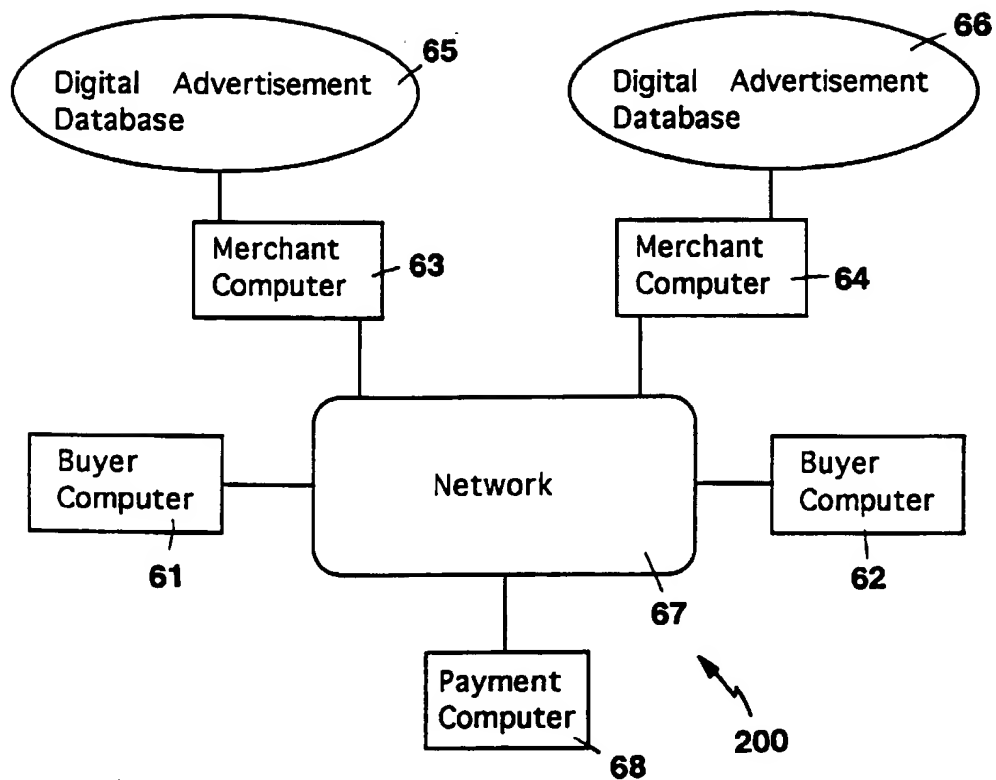 65
Digital Advertisement
Database
66
Digital Advertisement
Database
Merchant
Computer
63
Merchant
Computer
64
Buyer
Computer
61
Network
67
Buyer
Computer
62
Payment
Computer
68
200